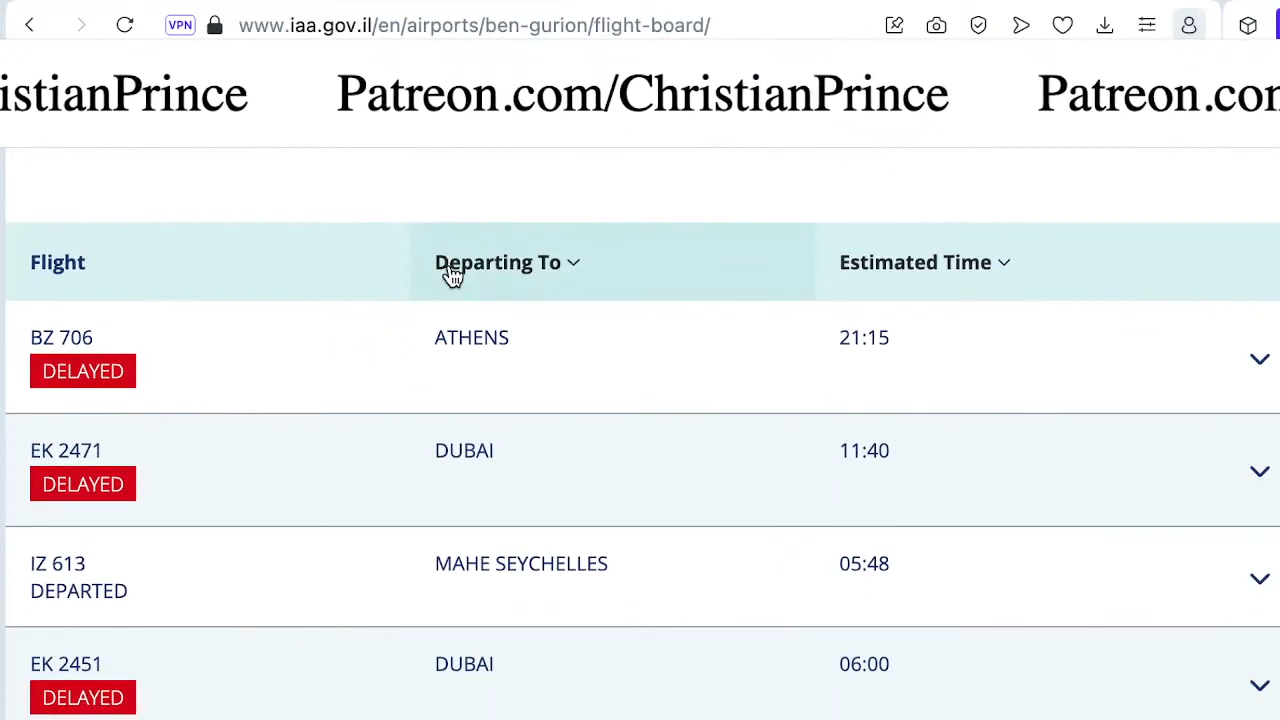 VPN www.iaa.gov.il/en/airports/ben-gurion/flight-board/
istianPrince Patreon.com/ChristianPrince Patreon.con
Flight Departing To Estimated Time
BZ 706 ATHENS 21:15
DELAYED
EK 2471 DUBAI 11:40
DELAYED
IZ 613 MAHE SEYCHELLES 05:48
DEPARTED
EK 2451 DUBAI 06:00
DELAYED